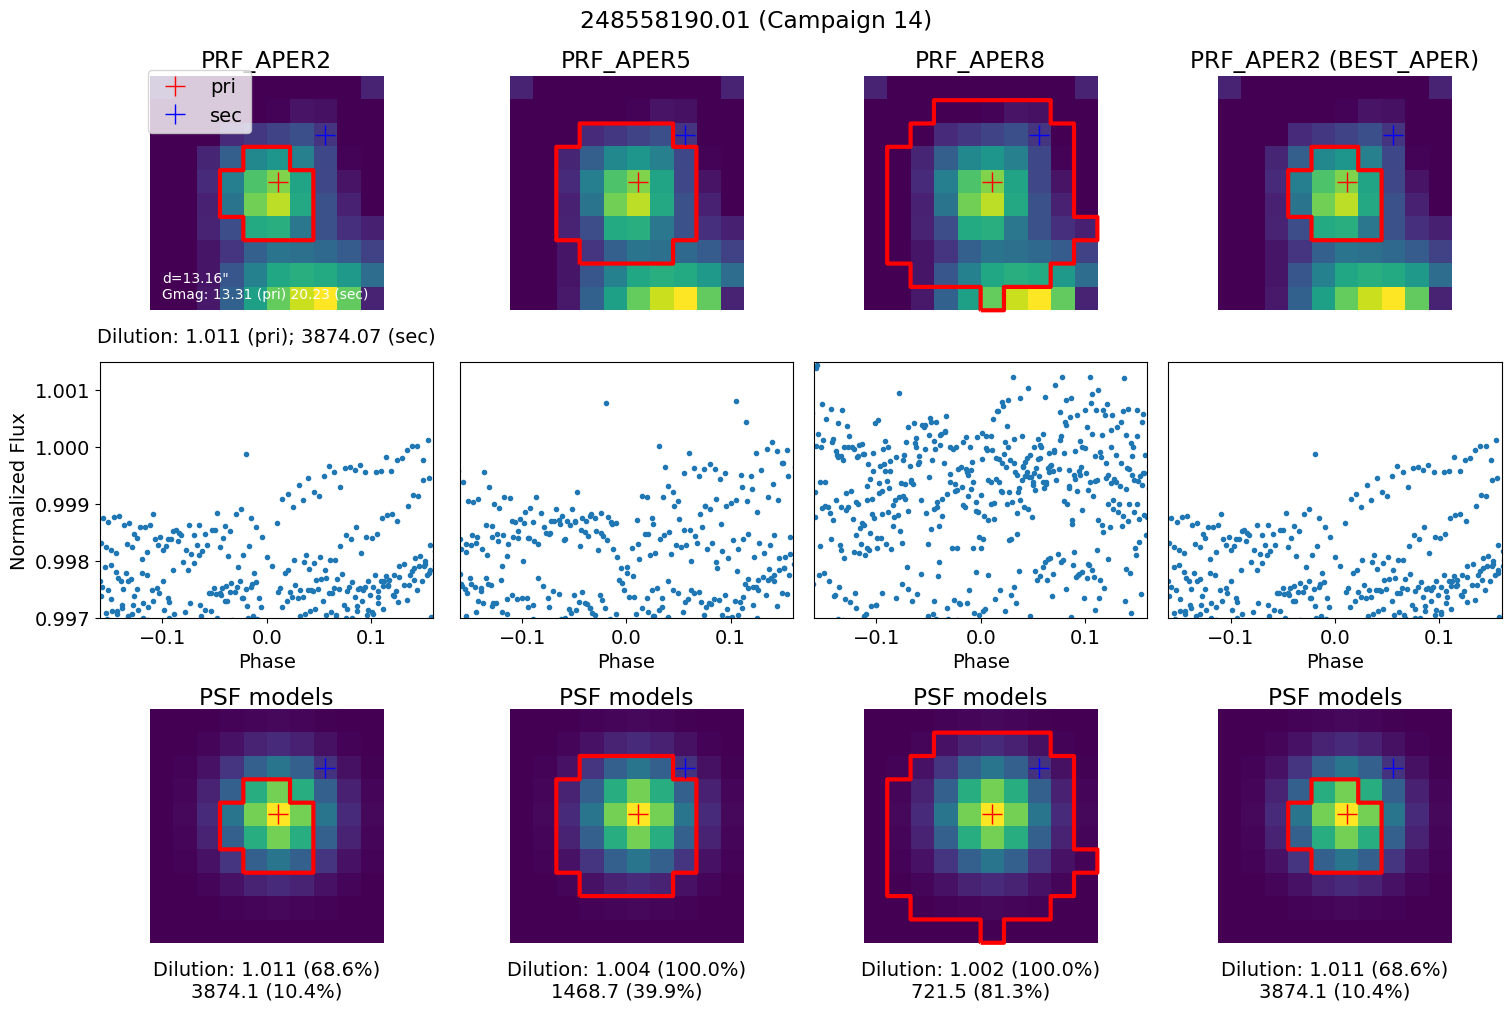 248558190.01 (Campaign 14)
PRF_APER2
PRF_APER5
PRF_APER8
PRF_APER2 (BEST_APER)
pri
sec
d=13.16"
Gmag: 13.31 (pri) 20.23 (sec)
Dilution: 1.011 (pri); 3874.07 (sec)
Normalized Flux
1.001
1.000
0.999
0.998
0.997
−0.1 0.0 0.1
−0.1 0.0 0.1
−0.1 0.0 0.1
−0.1 0.0 0.1
Phase
Phase
Phase
Phase
PSF models
PSF models
PSF models
PSF models
Dilution: 1.011 (68.6%)
3874.1 (10.4%)
Dilution: 1.004 (100.0%)
1468.7 (39.9%)
Dilution: 1.002 (100.0%)
721.5 (81.3%)
Dilution: 1.011 (68.6%)
3874.1 (10.4%)